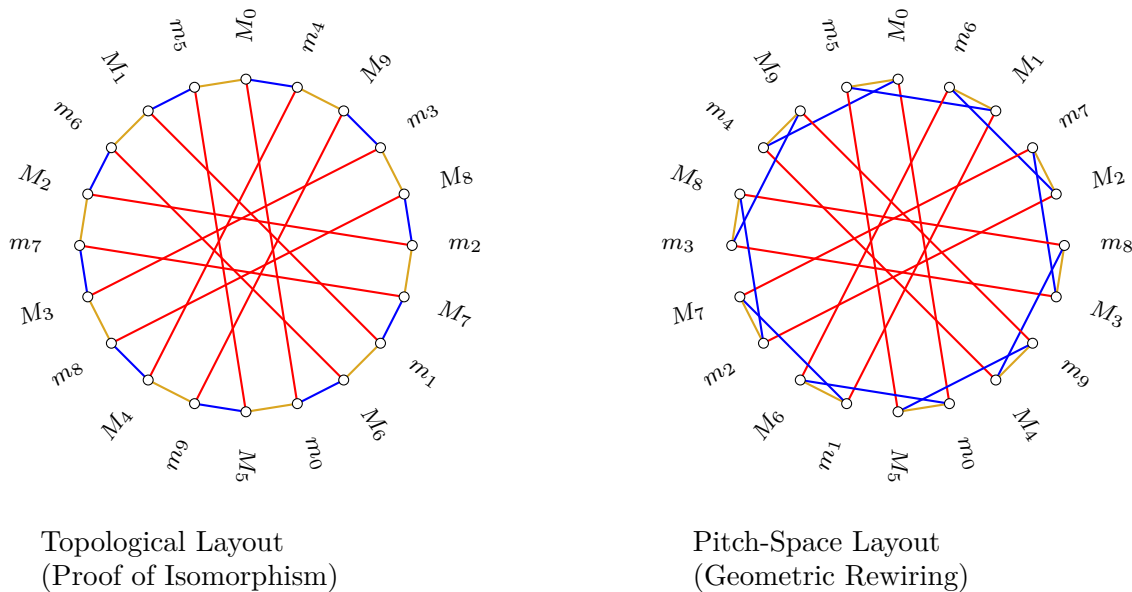 M₀
m₄
M₉
m₃
M₈
m₂
M₇
m₁
M₆
m₀
M₅
m₉
M₄
m₈
M₃
m₇
M₂
m₆
M₁
m₅
Topological Layout
(Proof of Isomorphism)
M₀
m₆
M₁
m₇
M₂
m₈
M₃
m₉
M₄
m₀
M₅
m₁
M₆
m₂
M₇
m₃
M₈
m₄
M₉
m₅
Pitch-Space Layout
(Geometric Rewiring)